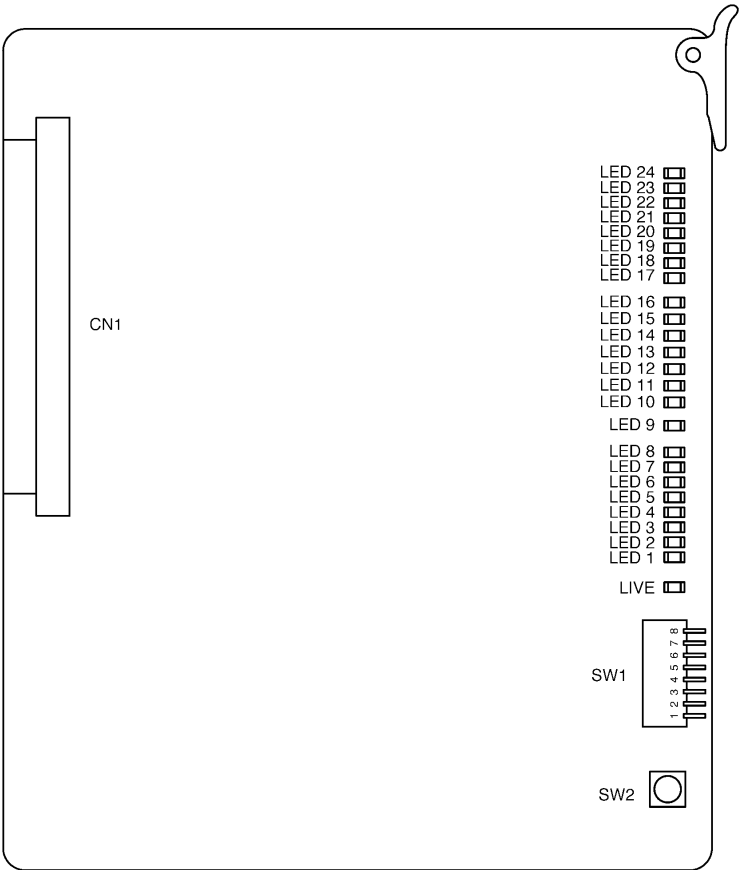 LED 24
LED 23
LED 22
LED 21
LED 20
LED 19
LED 18
LED 17
LED 16
CN1
LED 15
LED 14
LED 13
LED 12
LED 11
LED 10
LED 9
LED 8
LED 7
LED 6
LED 5
LED 4
LED 3
LED 2
LED 1
LIVE
SW1
1 2 3 4 5 6 7 8
SW2